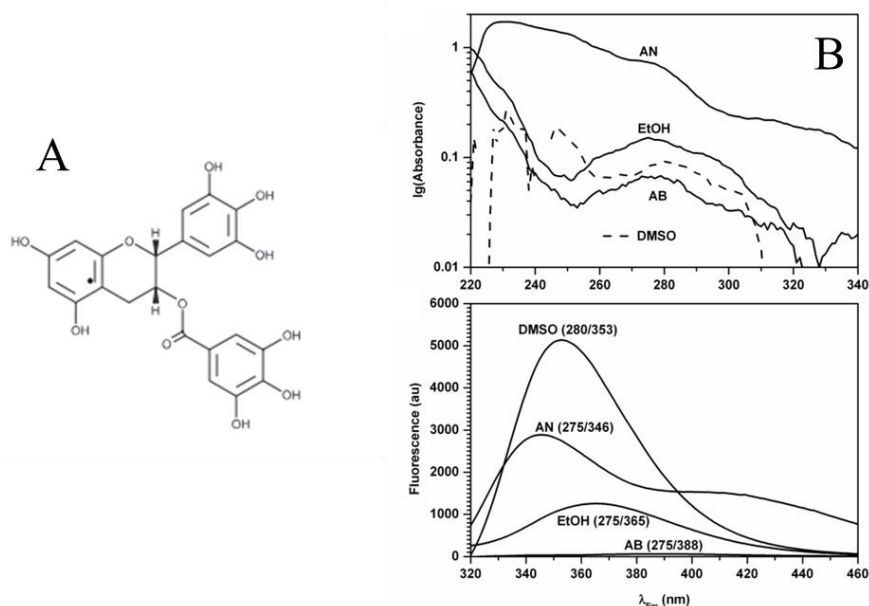 A
OH
OH
HO
O
OH
H
H
OH
O
O
OH
OH
OH
B
lg(Absorbance)
1
0.1
0.01
AN
EtOH
AB
DMSO
220 240 260 280 300 320 340
Fluorescence (au)
6000
5000
4000
3000
2000
1000
0
DMSO (280/353)
AN (275/346)
EtOH (275/365)
AB (275/388)
320 340 360 380 400 420 440 460
λEm (nm)